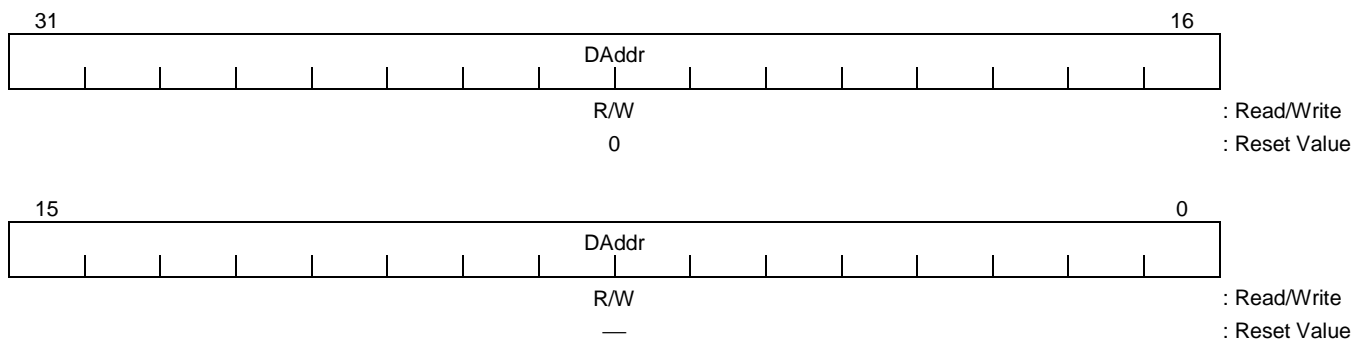 31 16
DAddr
R/W : Read/Write
0 : Reset Value
15 0
DAddr
R/W : Read/Write
— : Reset Value